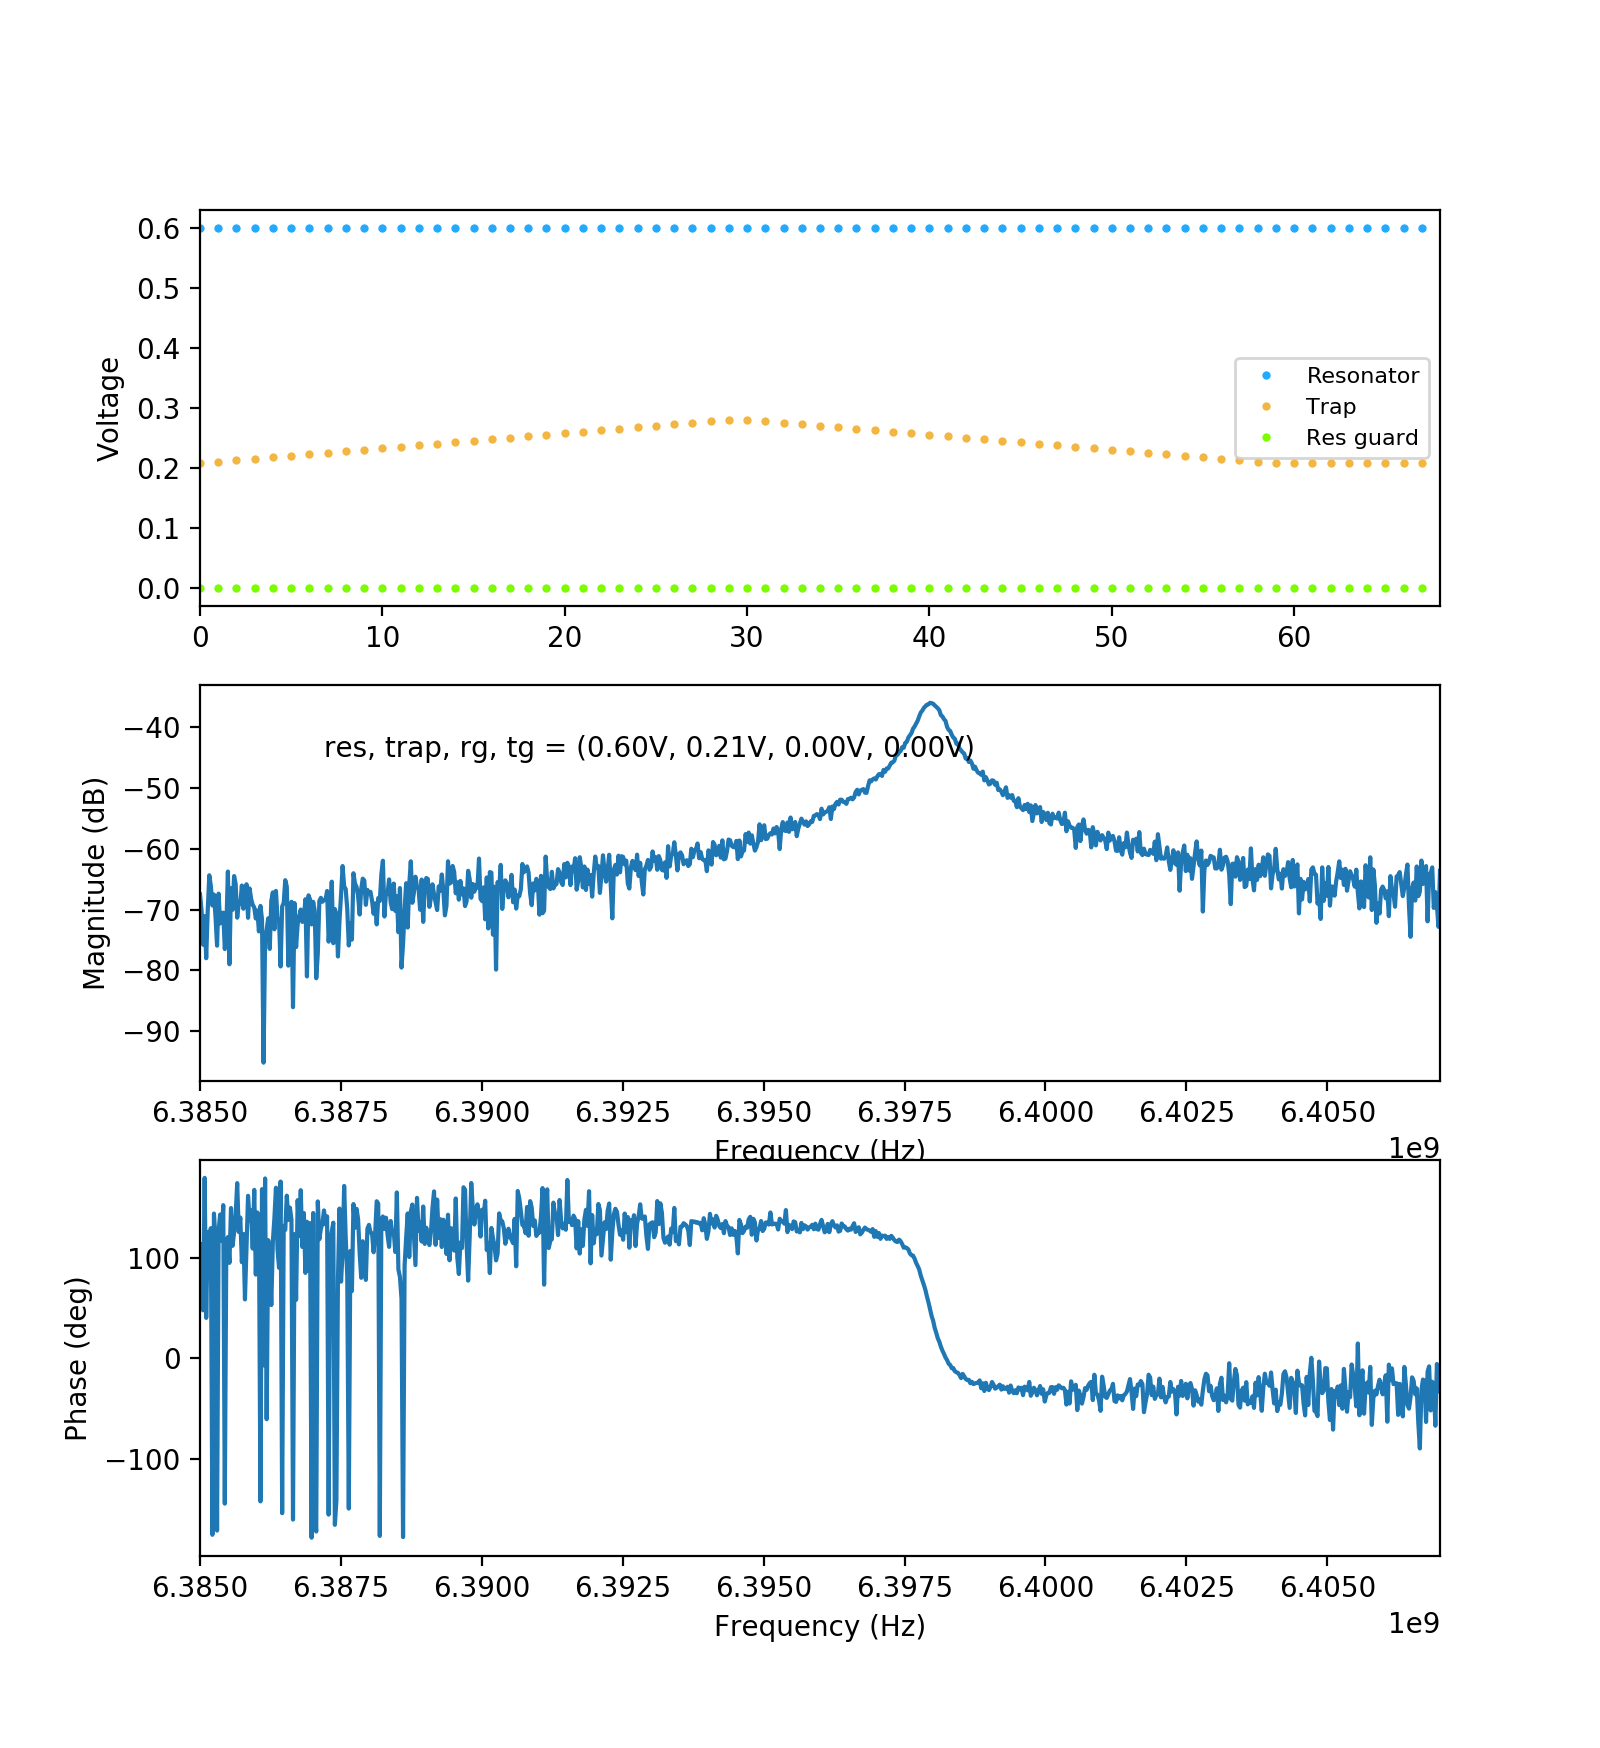 0.6
0.5
0.4
0.3
0.2
0.1
0.0
Voltage
Resonator
Trap
Res guard
0 10 20 30 40 50 60
−40
−50
−60
−70
−80
−90
Magnitude (dB)
res, trap, rg, tg = (0.60V, 0.21V, 0.00V, 0.00V)
6.3850 6.3875 6.3900 6.3925 6.3950 6.3975 6.4000 6.4025 6.4050
Frequency (Hz)
1e9
100
0
−100
Phase (deg)
6.3850 6.3875 6.3900 6.3925 6.3950 6.3975 6.4000 6.4025 6.4050
Frequency (Hz)
1e9